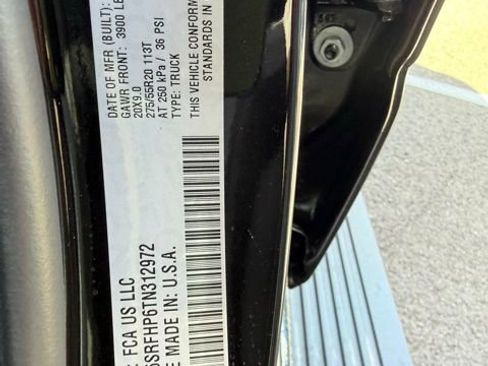 DATE OF MFR (BUILT):
GAWR FRONT: 3900 LB
20X9.0
275/55R20 113T
AT 250 kPa / 36 PSI
TYPE: TRUCK
THIS VEHICLE CONFORM
STANDARDS IN
FCA US LLC
SRFHP6TN312972
MADE IN: U.S.A.